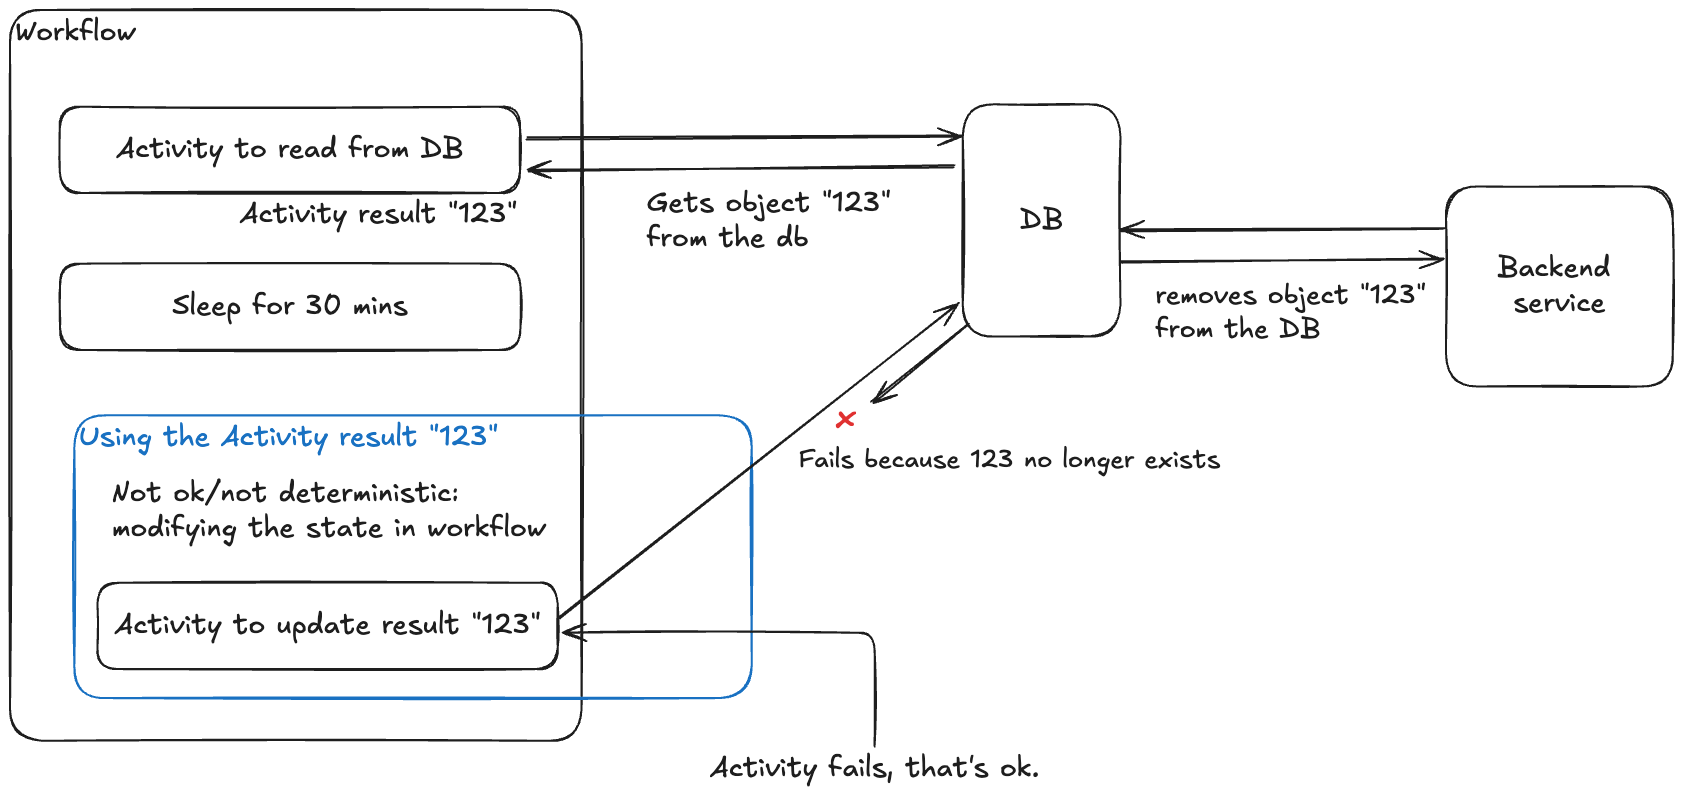 Workflow
Activity to read from DB
Activity result "123"
Gets object "123"
from the db
DB
Backend
service
removes object "123"
from the DB
Sleep for 30 mins
Using the Activity result "123"
Not ok/not deterministic:
modifying the state in workflow
Fails because 123 no longer exists
Activity to update result "123"
Activity fails, that's ok.